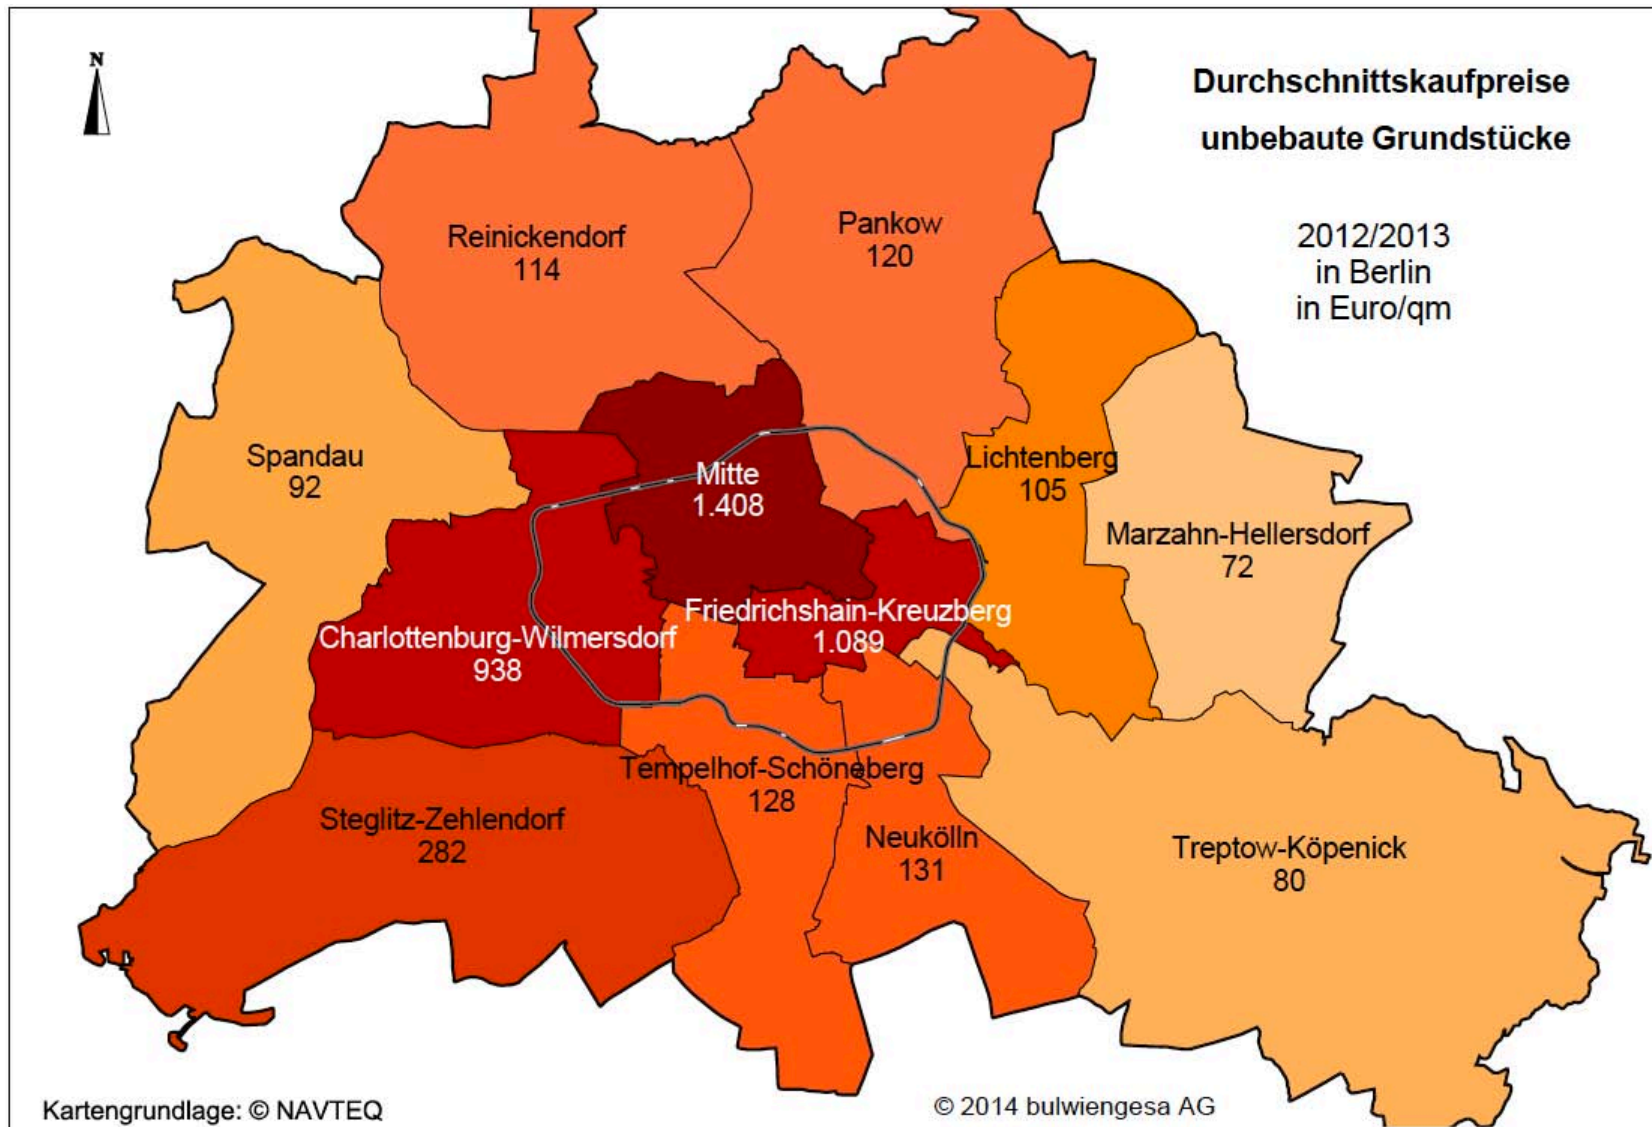 N
Durchschnittskaufpreise
unbebaute Grundstücke
2012/2013
in Berlin
in Euro/qm
Reinickendorf
114
Pankow
120
Spandau
92
Mitte
1.408
Lichtenberg
105
Marzahn-Hellersdorf
72
Charlottenburg-Wilmersdorf
938
Friedrichshain-Kreuzberg
1.089
Tempelhof-Schöneberg
128
Steglitz-Zehlendorf
282
Neukölln
131
Treptow-Köpenick
80
Kartengrundlage: © NAVTEQ
© 2014 bulwiengesa AG